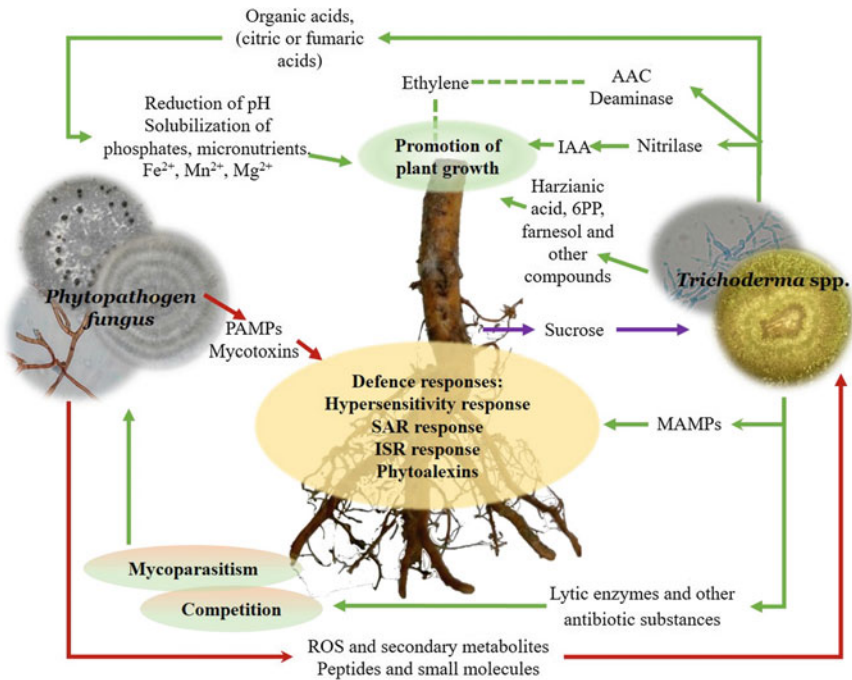 Organic acids,
(citric or fumaric
acids)
Ethylene
AAC
Deaminase
Reduction of pH
Solubilization of
phosphates, micronutrients,
Fe²⁺, Mn²⁺, Mg²⁺
Promotion of
plant growth
IAA
Nitrilase
Harzianic
acid, 6PP,
farnesol and
other
compounds
Phytopathogen
fungus
Trichoderma spp.
PAMPs
Mycotoxins
Sucrose
Defence responses:
Hypersensitivity response
SAR response
ISR response
Phytoalexins
MAMPs
Mycoparasitism
Competition
Lytic enzymes and other
antibiotic substances
ROS and secondary metabolites
Peptides and small molecules